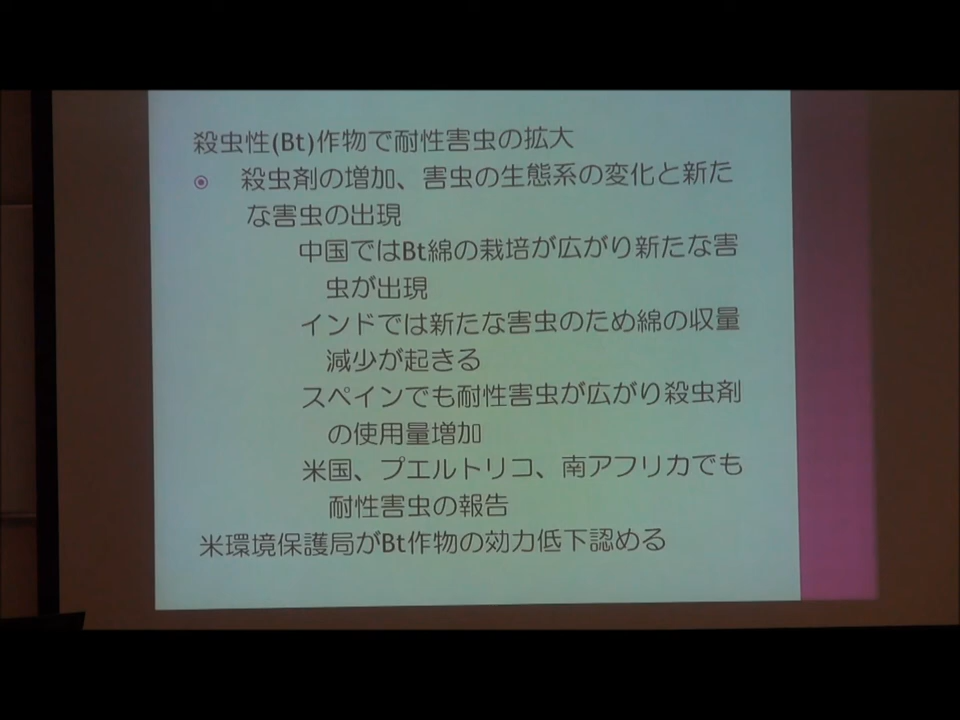 殺虫性(Bt)作物で耐性害虫の拡大
殺虫剤の増加、害虫の生態系の変化と新た
な害虫の出現
中国ではBt綿の栽培が広がり新たな害
虫が出現
インドでは新たな害虫のため綿の収量
減少が起きる
スペインでも耐性害虫が広がり殺虫剤
の使用量増加
米国、プエルトリコ、南アフリカでも
耐性害虫の報告
米環境保護局がBt作物の効力低下認める